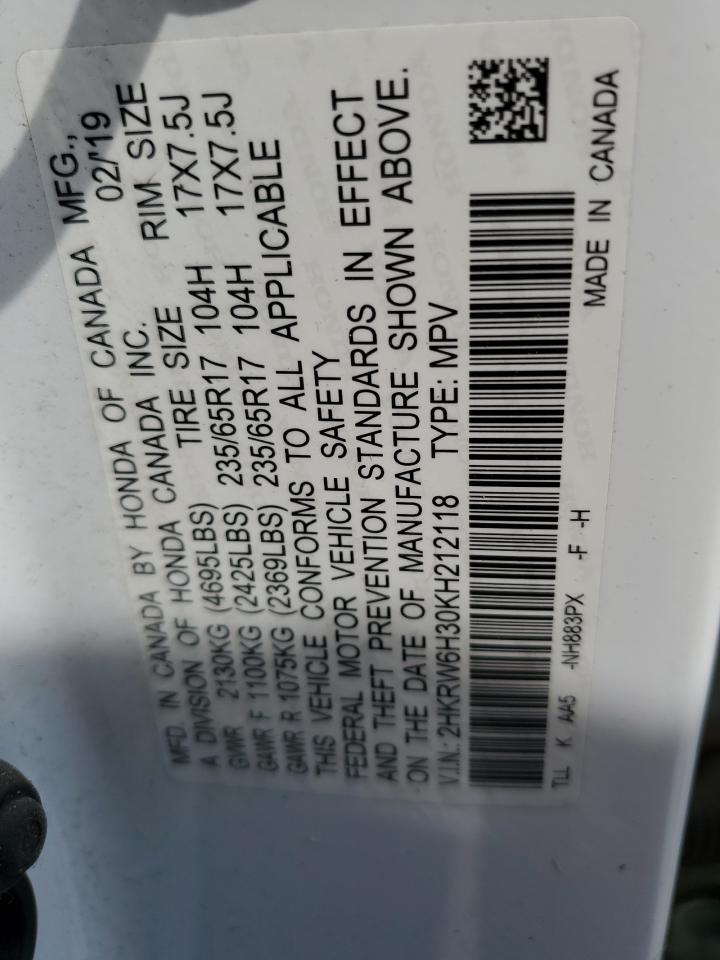 MFD. IN CANADA BY HONDA OF CANADA MFG.,
A DIVISION OF HONDA CANADA INC. 02/'19
GVWR 2130KG (4695LBS) TIRE SIZE RIM SIZE
GAWR F 1100KG (2425LBS) 235/65R17 104H 17X7.5J
GAWR R 1075KG (2369LBS) 235/65R17 104H 17X7.5J
THIS VEHICLE CONFORMS TO ALL APPLICABLE
FEDERAL MOTOR VEHICLE SAFETY
AND THEFT PREVENTION STANDARDS IN EFFECT
ON THE DATE OF MANUFACTURE SHOWN ABOVE.
V.I.N.: 2HKRW6H30KH212118 TYPE: MPV
TLL K AA5 -NH883PX -F -H
MADE IN CANADA